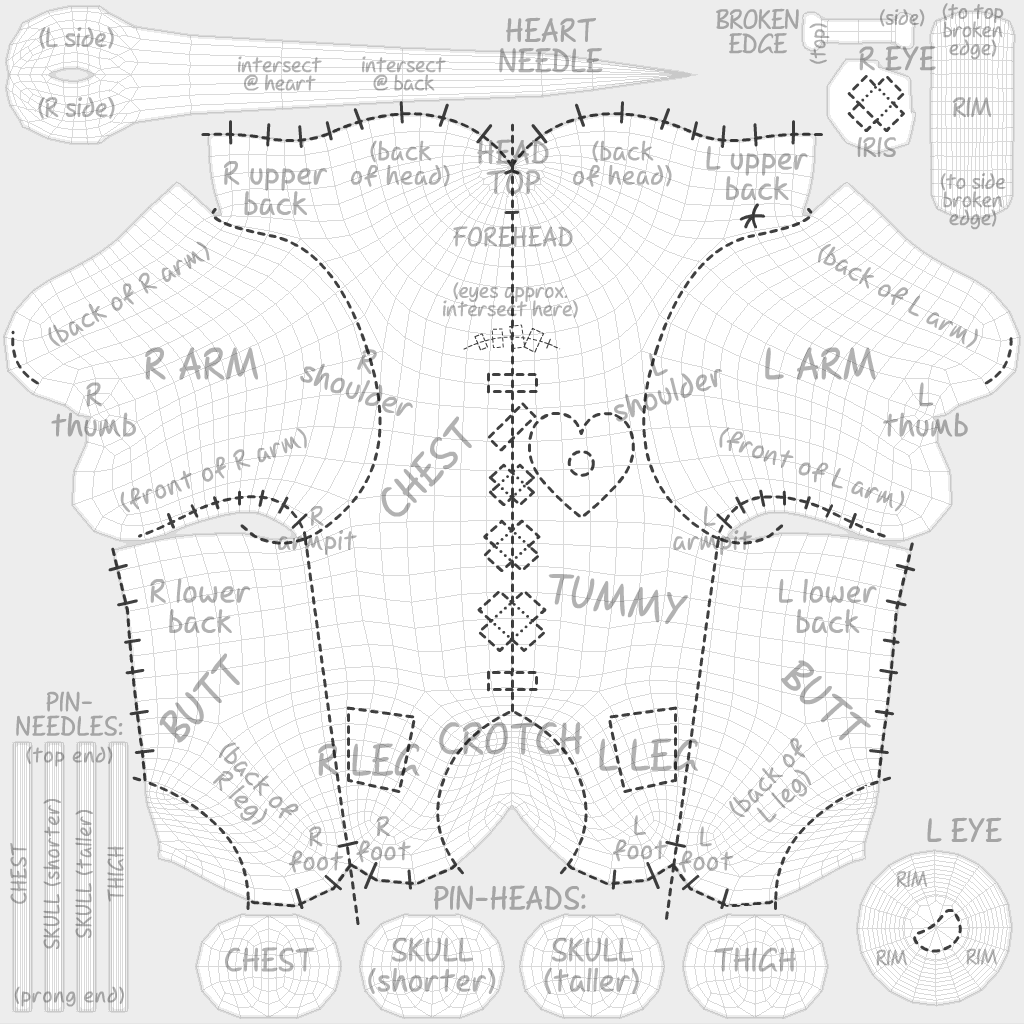 (L side)
(R side)
intersect
@ heart
intersect
@ back
HEART
NEEDLE
BROKEN
EDGE
(top)
(side)
R EYE
IRIS
(to top
broken
edge)
RIM
(to side
broken
edge)
R upper
back
(back
of head)
HEAD
TOP
(back
of head)
L upper
back
FOREHEAD
(eyes approx.
intersect here)
(back of R arm)
R ARM
R
thumb
(front of R arm)
R
shoulder
CHEST
R
armpit
(back of L arm)
L ARM
L
thumb
(front of L arm)
L
shoulder
L
armpit
TUMMY
R lower
back
L lower
back
BUTT
BUTT
CROTCH
R LEG
L LEG
(back of
R leg)
(back of
L leg)
R
foot
R
foot
L
foot
L
foot
PIN-
NEEDLES:
(top end)
CHEST
SKULL (shorter)
SKULL (taller)
THIGH
(prong end)
PIN-HEADS:
CHEST
SKULL
(shorter)
SKULL
(taller)
THIGH
L EYE
RIM
RIM
RIM